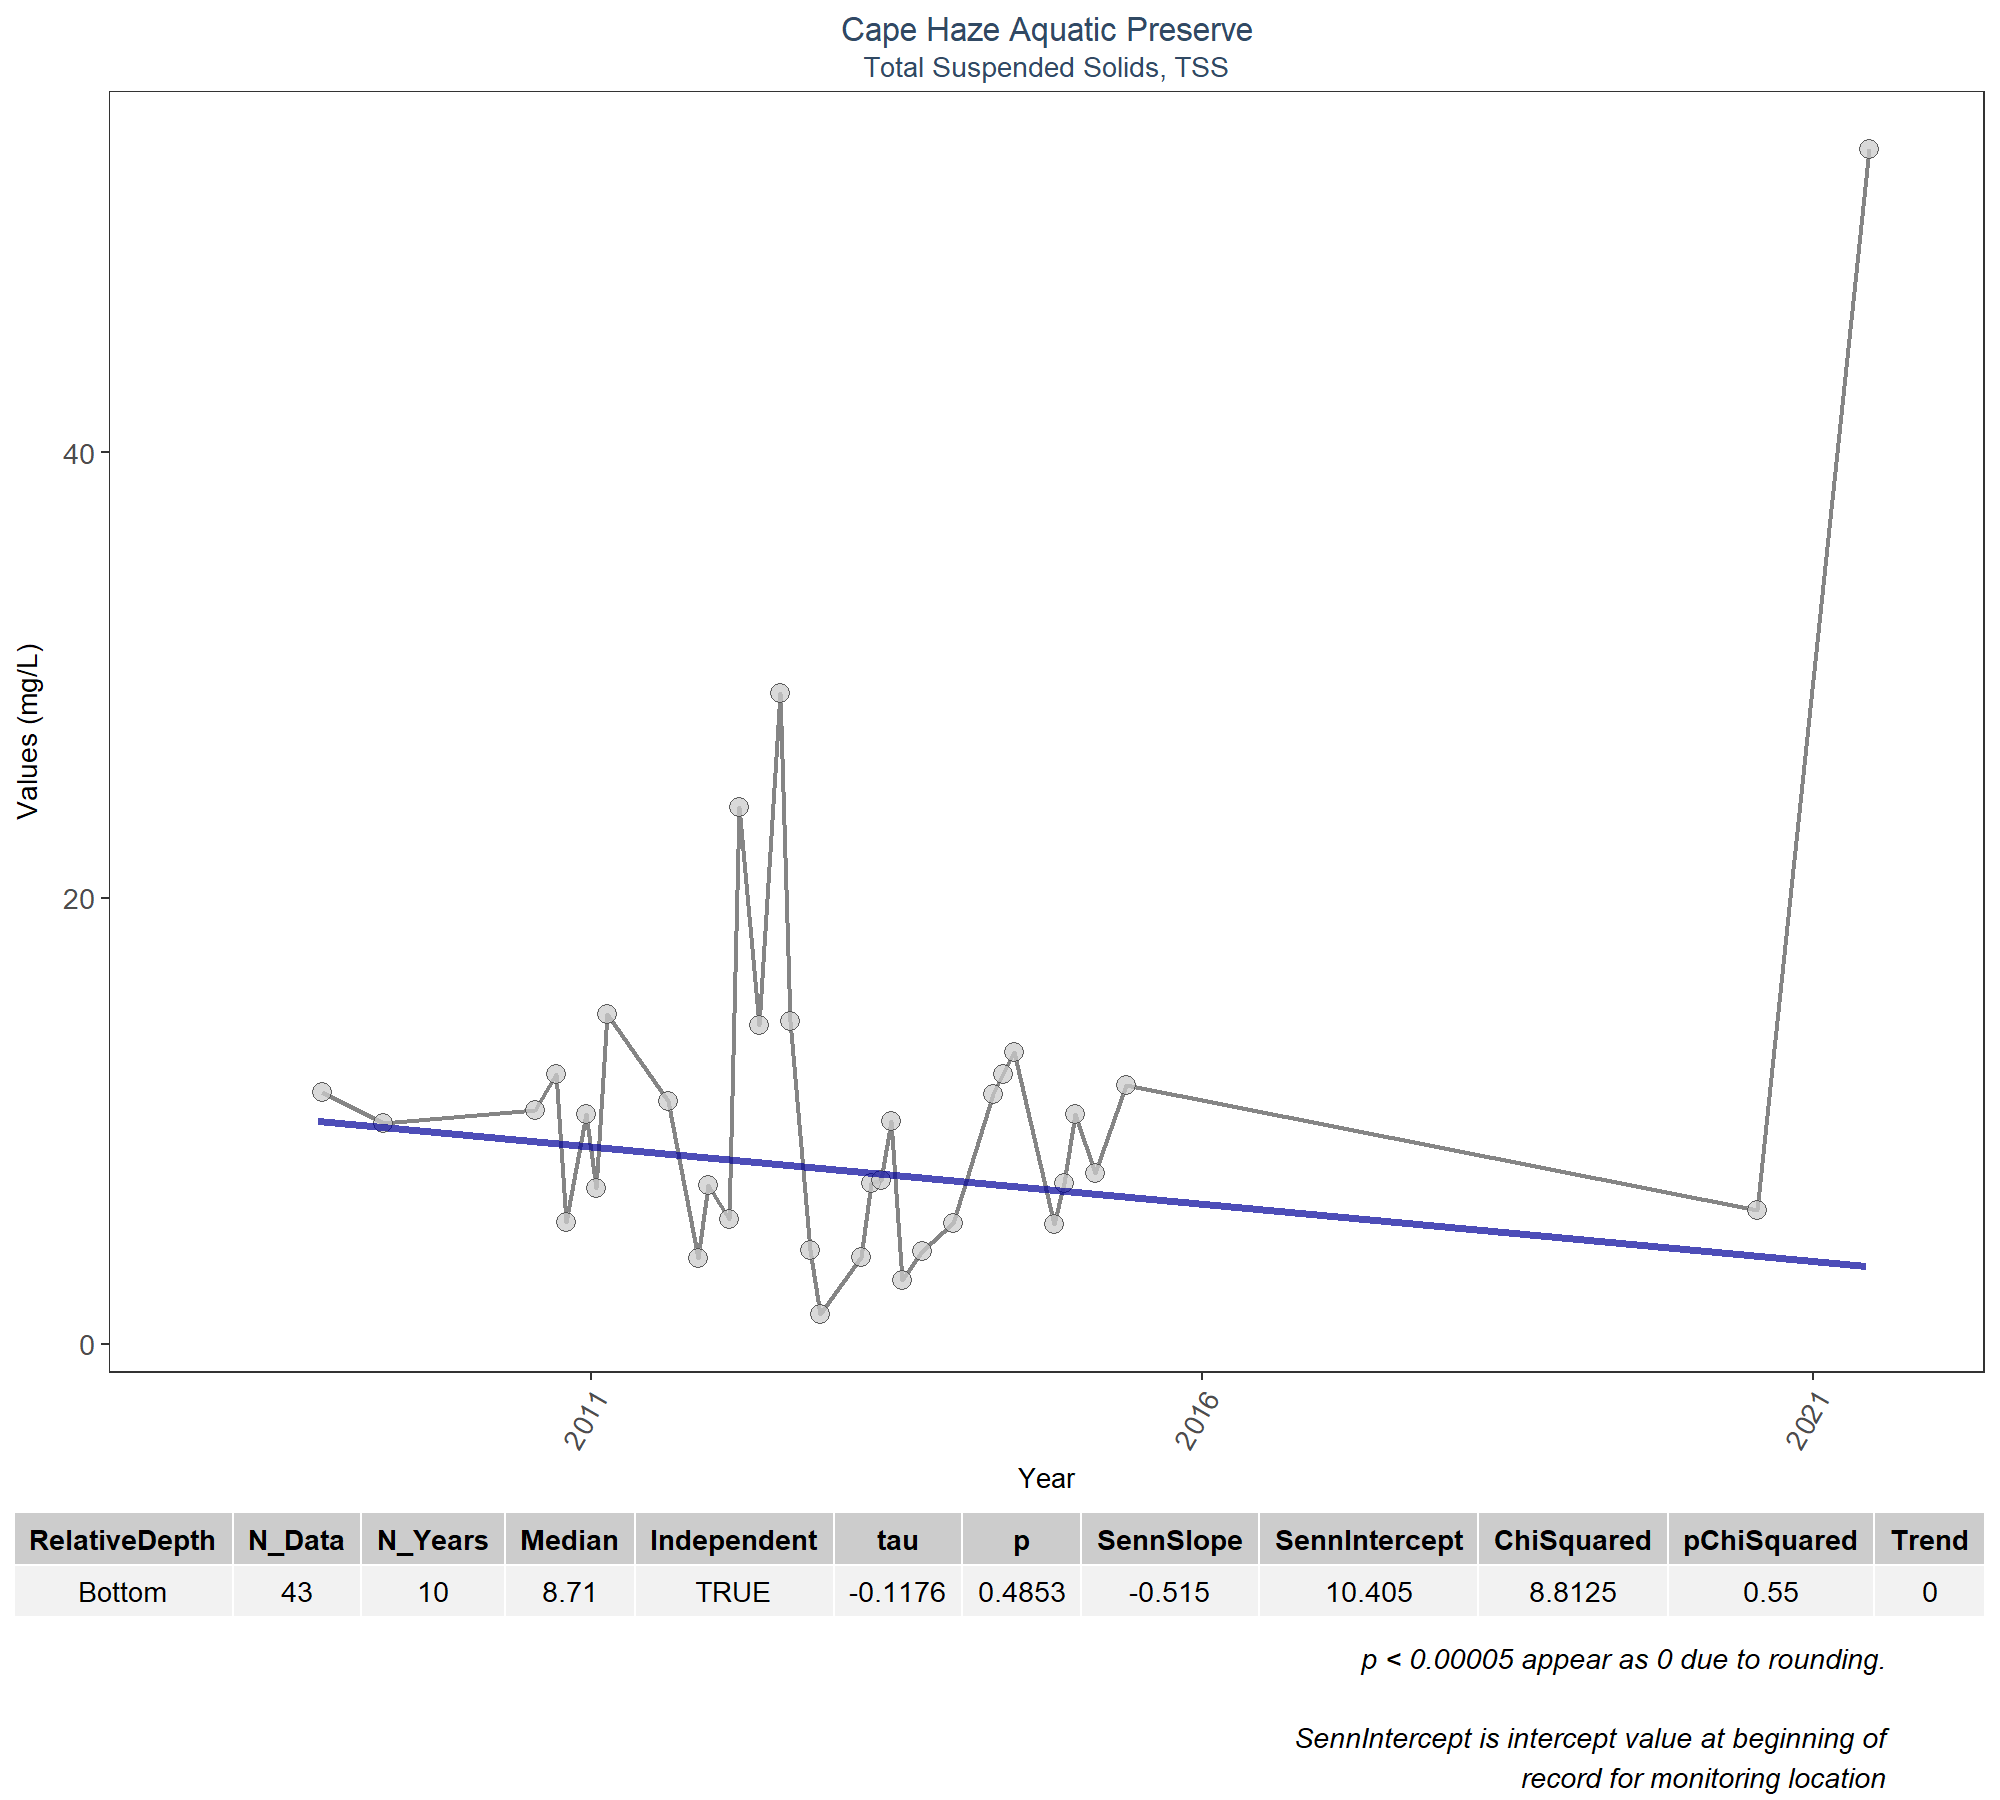 Cape Haze Aquatic Preserve
Total Suspended Solids, TSS
Values (mg/L)
40
20
0
2011
2016
2021
Year
RelativeDepth N_Data N_Years Median Independent tau p SennSlope SennIntercept ChiSquared pChiSquared Trend
Bottom 43 10 8.71 TRUE -0.1176 0.4853 -0.515 10.405 8.8125 0.55 0
p < 0.00005 appear as 0 due to rounding.
SennIntercept is intercept value at beginning of
record for monitoring location